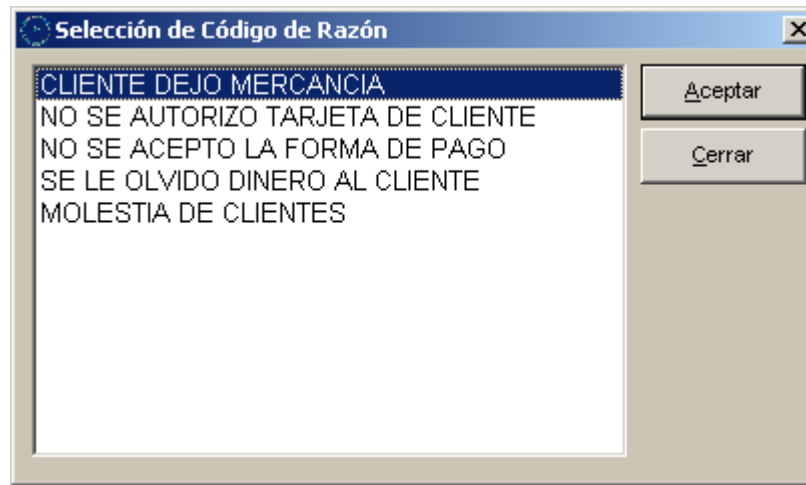 Selección de Código de Razón
CLIENTE DEJO MERCANCIA
NO SE AUTORIZO TARJETA DE CLIENTE
NO SE ACEPTO LA FORMA DE PAGO
SE LE OLVIDO DINERO AL CLIENTE
MOLESTIA DE CLIENTES
Aceptar
Cerrar